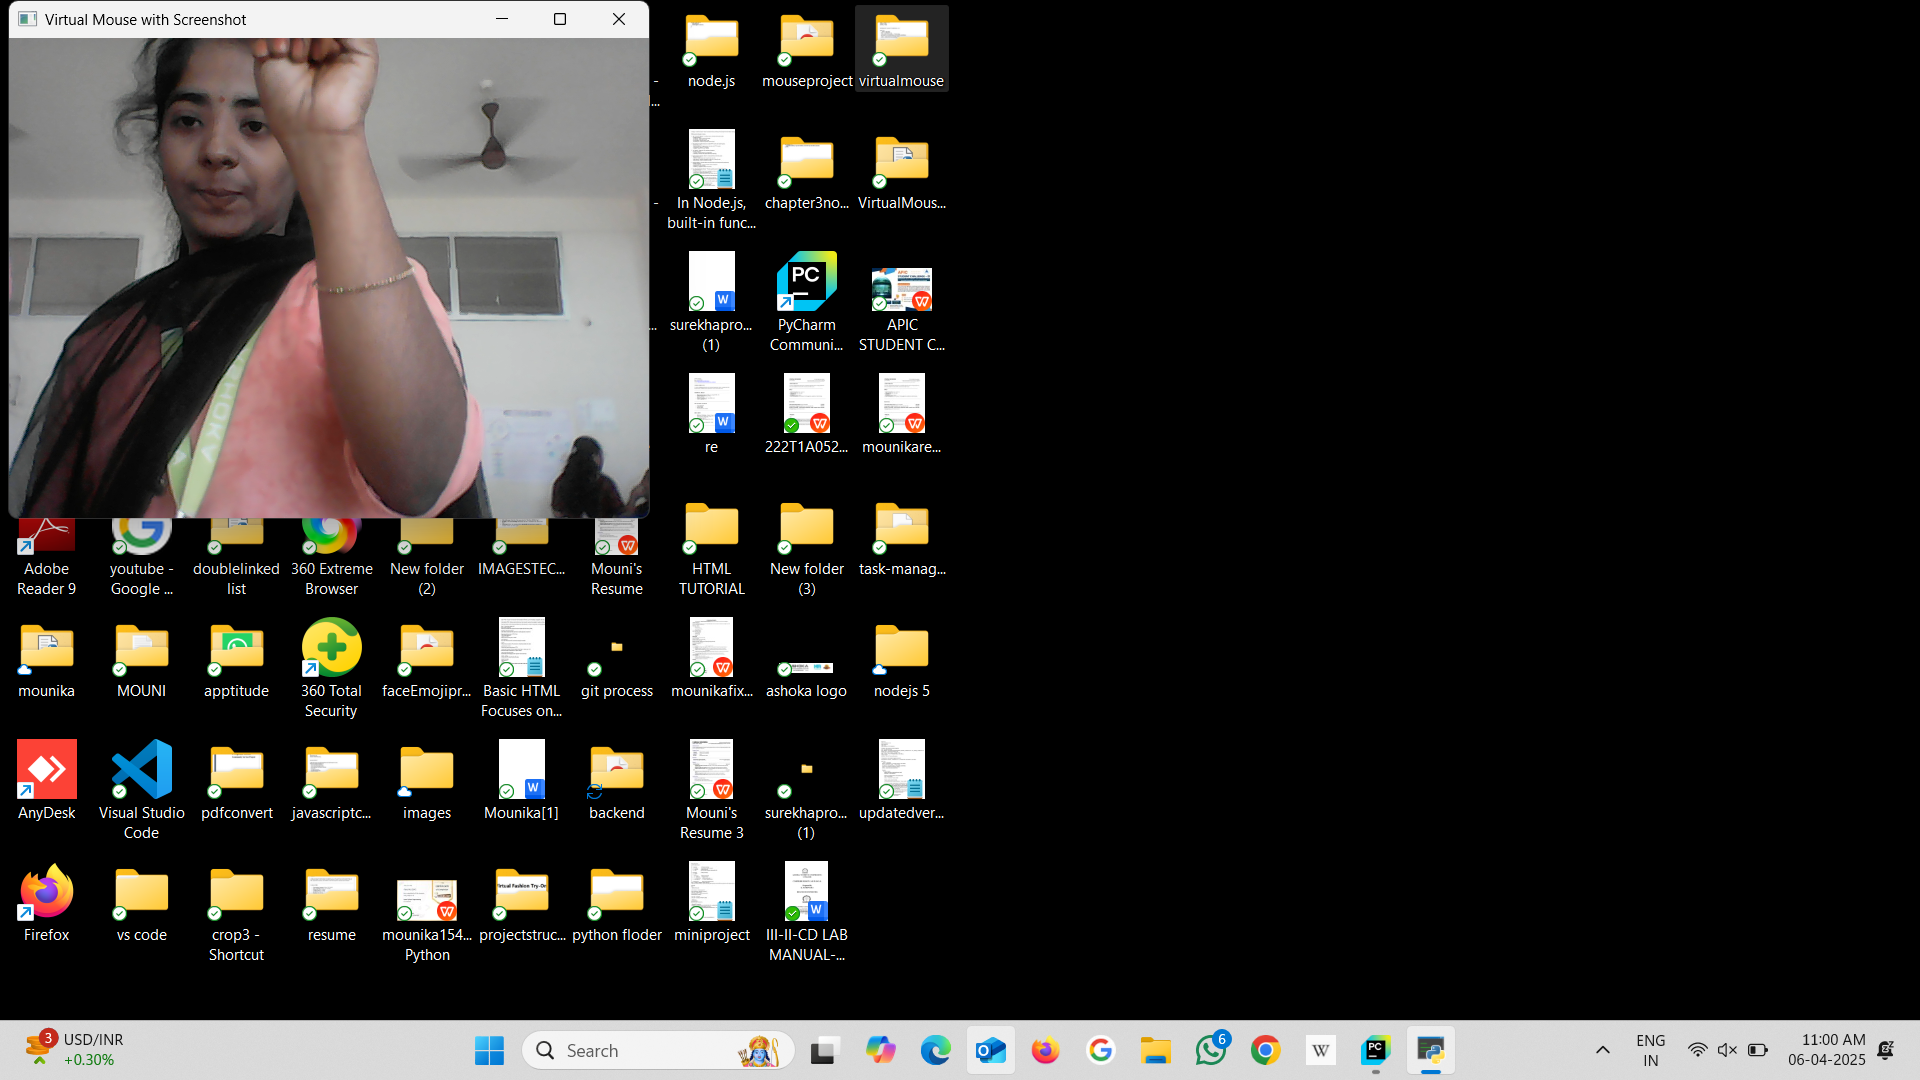 Virtual Mouse with Screenshot
node.js
mouseproject
virtualmouse
In Node.js,
built-in func...
chapter3no...
VirtualMous...
surekhapro...
(1)
PC
PyCharm
Communi...
APIC
STUDENT C...
re
222T1A052...
mounikare...
Adobe
Reader 9
youtube -
Google ...
doublelinked
list
360 Extreme
Browser
New folder
(2)
IMAGESTEC...
Mouni's
Resume
HTML
TUTORIAL
New folder
(3)
task-manag...
mounika
MOUNI
apptitude
360 Total
Security
faceEmojipr...
Basic HTML
Focuses on...
git process
mounikafix...
ashoka logo
nodejs 5
AnyDesk
Visual Studio
Code
pdfconvert
javascriptc...
images
Mounika[1]
backend
Mouni's
Resume 3
surekhapro...
(1)
updatedver...
Firefox
vs code
crop3 -
Shortcut
resume
mounika154...
Python
Virtual Fashion Try-On
projectstruc...
python floder
miniproject
III-II-CD LAB
MANUAL-...
3
USD/INR
+0.30%
Search
6
W
PC
ENG
IN
11:00 AM
06-04-2025